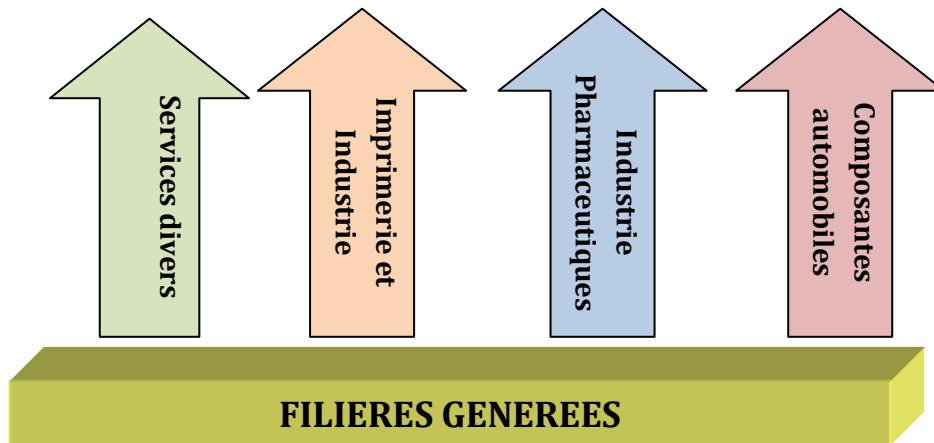 Services divers
Imprimerie et
Industrie
Industrie
Pharmaceutiques
Composantes
automobiles
FILIERES GENEREES